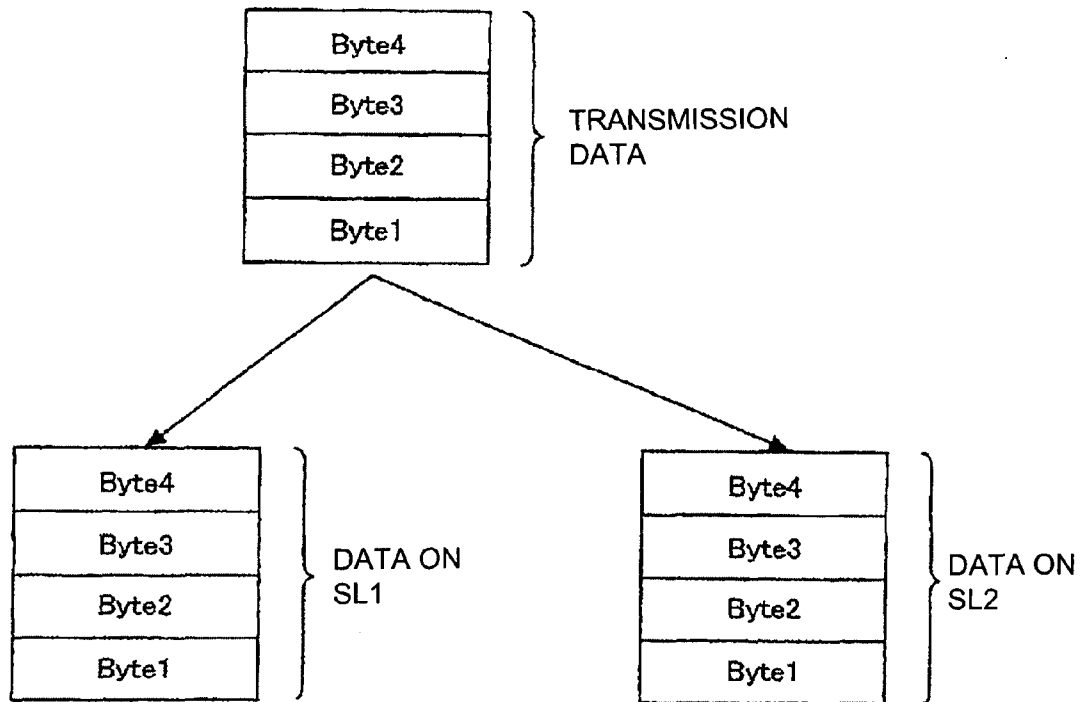 Byte4
Byte3
Byte2
Byte1
TRANSMISSION
DATA
Byte4
Byte3
Byte2
Byte1
DATA ON
SL1
Byte4
Byte3
Byte2
Byte1
DATA ON
SL2